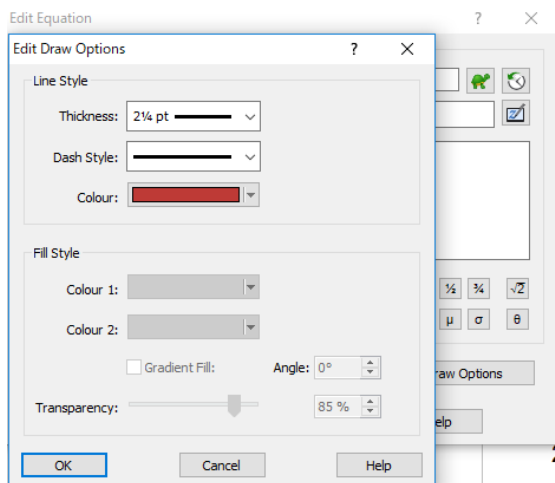 Edit Equation ?
Edit Draw Options ?
Line Style
Thickness: 2¼ pt
Dash Style:
Colour:
Fill Style
Colour 1:
½ ¾ √2
Colour 2:
μ σ θ
Gradient Fill: Angle: 0°
raw Options
Transparency: 85 %
elp
OK Cancel Help